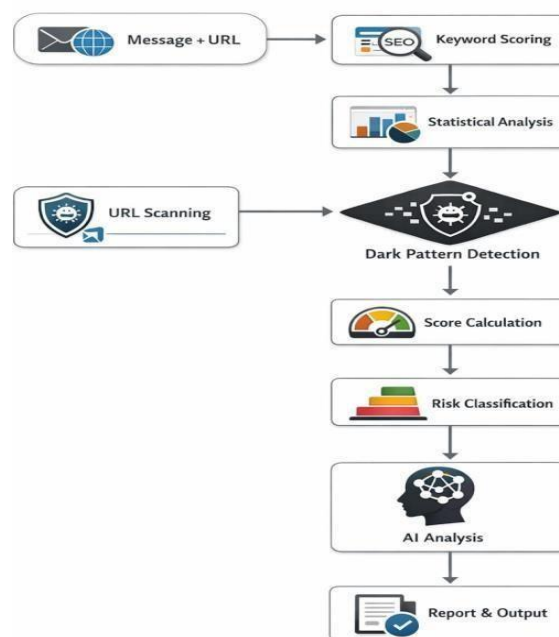 Message + URL
SEO
Keyword Scoring
Statistical Analysis
URL Scanning
Dark Pattern Detection
Score Calculation
Risk Classification
AI Analysis
Report & Output